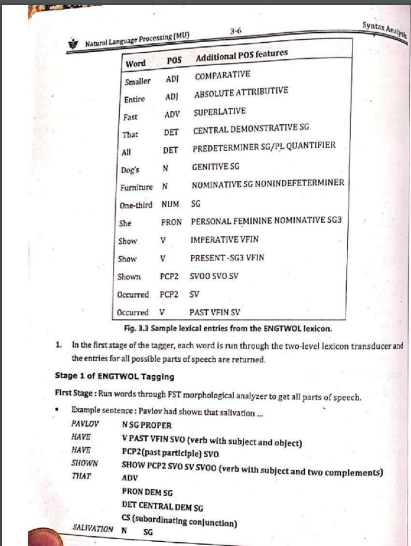 Natural Language Processing (MU) 3-6 Syntax Analysis
Word POS Additional POS features
Smaller ADJ COMPARATIVE
Entire ADJ ABSOLUTE ATTRIBUTIVE
Fast ADV SUPERLATIVE
That DET CENTRAL DEMONSTRATIVE SG
All DET PREDETERMINER SG/PL QUANTIFIER
Dog's N GENITIVE SG
Furniture N NOMINATIVE SG NONINDEFETERMINER
One-third NUM SG
She PRON PERSONAL FEMININE NOMINATIVE SG3
Show V IMPERATIVE VFIN
Show V PRESENT -SG3 VFIN
Shown PCP2 SVOO SVO SV
Occurred PCP2 SV
Occurred V PAST VFIN SV
Fig. 3.3 Sample lexical entries from the ENGTWOL lexicon.
1. In the first stage of the tagger, each word is run through the two-level lexicon transducer and
the entries for all possible parts of speech are returned.
Stage 1 of ENGTWOL Tagging
First Stage : Run words through FST morphological analyzer to get all parts of speech.
• Example sentence : Pavlov had shown that salivation ...
PAVLOV N SG PROPER
HAVE V PAST VFIN SVO (verb with subject and object)
HAVE PCP2(past participle) SVO
SHOWN SHOW PCP2 SVO SV SVOO (verb with subject and two complements)
THAT ADV
PRON DEM SG
DET CENTRAL DEM SG
CS (subordinating conjunction)
SALIVATION N SG